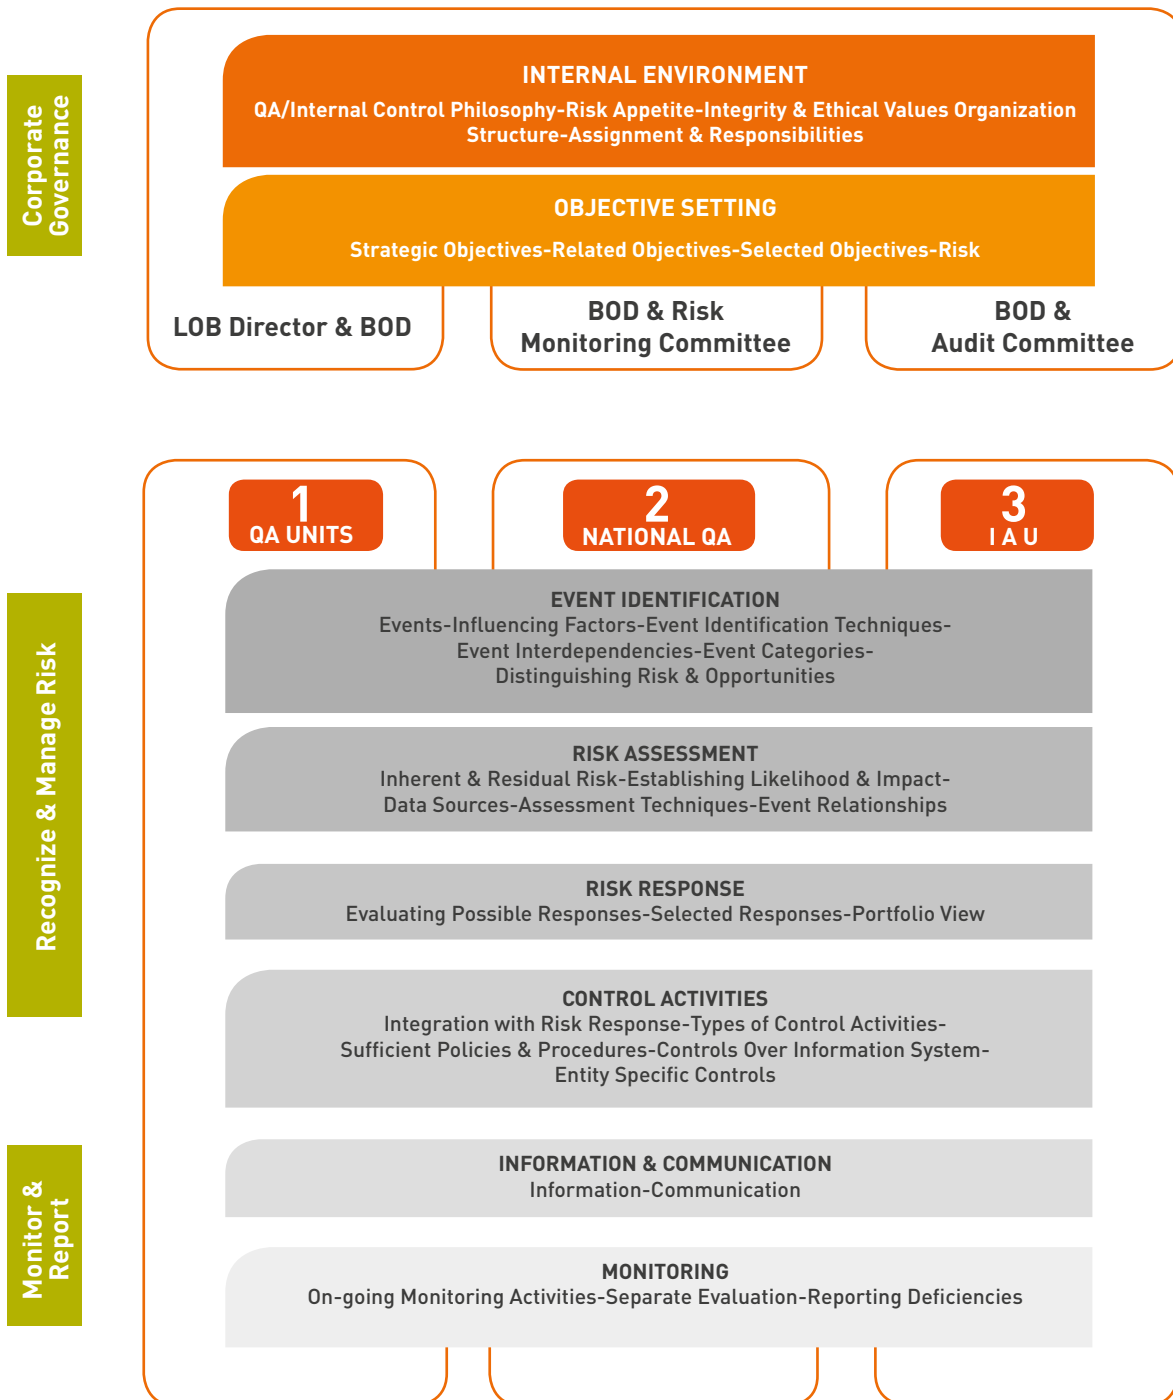 Corporate
Governance
INTERNAL ENVIRONMENT
QA/Internal Control Philosophy-Risk Appetite-Integrity & Ethical Values Organization
Structure-Assignment & Responsibilities
OBJECTIVE SETTING
Strategic Objectives-Related Objectives-Selected Objectives-Risk
LOB Director & BOD
BOD & Risk
Monitoring Committee
BOD &
Audit Committee
1
QA UNITS
2
NATIONAL QA
3
I A U
Recognize & Manage Risk
EVENT IDENTIFICATION
Events-Influencing Factors-Event Identification Techniques-
Event Interdependencies-Event Categories-
Distinguishing Risk & Opportunities
RISK ASSESSMENT
Inherent & Residual Risk-Establishing Likelihood & Impact-
Data Sources-Assessment Techniques-Event Relationships
RISK RESPONSE
Evaluating Possible Responses-Selected Responses-Portfolio View
CONTROL ACTIVITIES
Integration with Risk Response-Types of Control Activities-
Sufficient Policies & Procedures-Controls Over Information System-
Entity Specific Controls
Monitor &
Report
INFORMATION & COMMUNICATION
Information-Communication
MONITORING
On-going Monitoring Activities-Separate Evaluation-Reporting Deficiencies